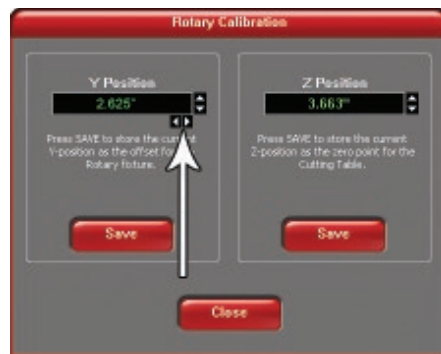 Rotary Calibration
Y Position
2.625"
Press SAVE to store the current
Y-position as the offset for
Rotary fixture.
Save
Z Position
3.663"
Press SAVE to store the current
Z-position as the zero point for the
Cutting Table.
Save
Close